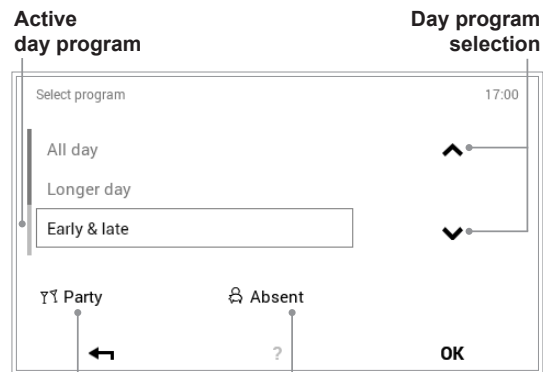 Active
day program
Day program
selection
Select program
17:00
All day
Longer day
Early & late
Party
Absent
?
OK